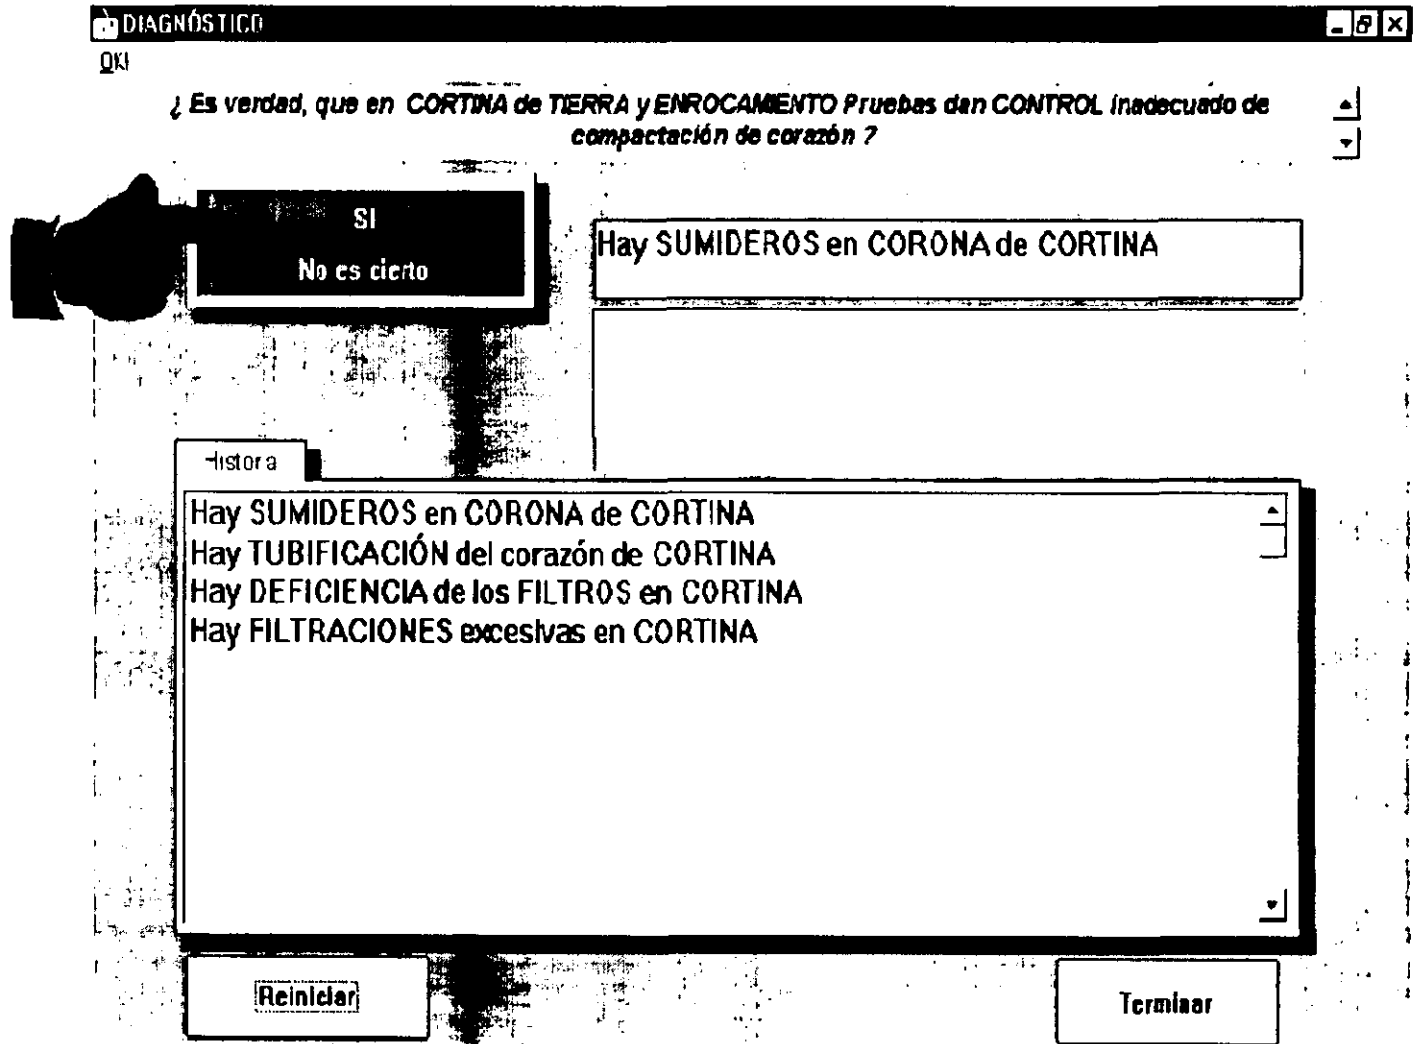 DIAGNÓSTICO
OK!
¿ Es verdad, que en CORTINA de TIERRA y ENROCAMIENTO Pruebas dan CONTROL inadecuado de
compactación de corazón ?
SI
No es cierto
Hay SUMIDEROS en CORONA de CORTINA
Historia
Hay SUMIDEROS en CORONA de CORTINA
Hay TUBIFICACIÓN del corazón de CORTINA
Hay DEFICIENCIA de los FILTROS en CORTINA
Hay FILTRACIONES excesivas en CORTINA
Reiniciar
Terminar